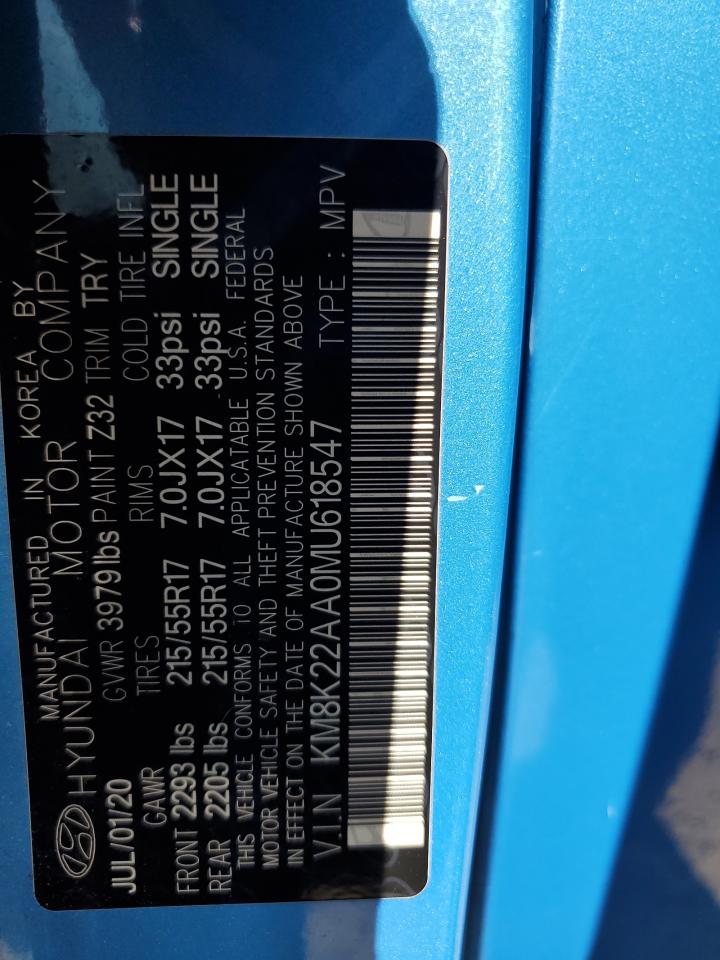 MANUFACTURED IN KOREA BY
HYUNDAI MOTOR COMPANY
JUL/01/20 GVWR 3979 lbs PAINT Z32 TRIM TRY
GAWR TIRES RIMS COLD TIRE INFL
FRONT 2293 lbs 215/55R17 7.0JX17 33psi SINGLE
REAR 2205 lbs 215/55R17 7.0JX17 33psi SINGLE
THIS VEHICLE CONFORMS TO ALL APPLICATABLE U.S.A. FEDERAL
MOTOR VEHICLE SAFETY AND THEFT PREVENTION STANDARDS
IN EFFECT ON THE DATE OF MANUFACTURE SHOWN ABOVE
V.I.N KM8K22AA0MU618547 TYPE : MPV